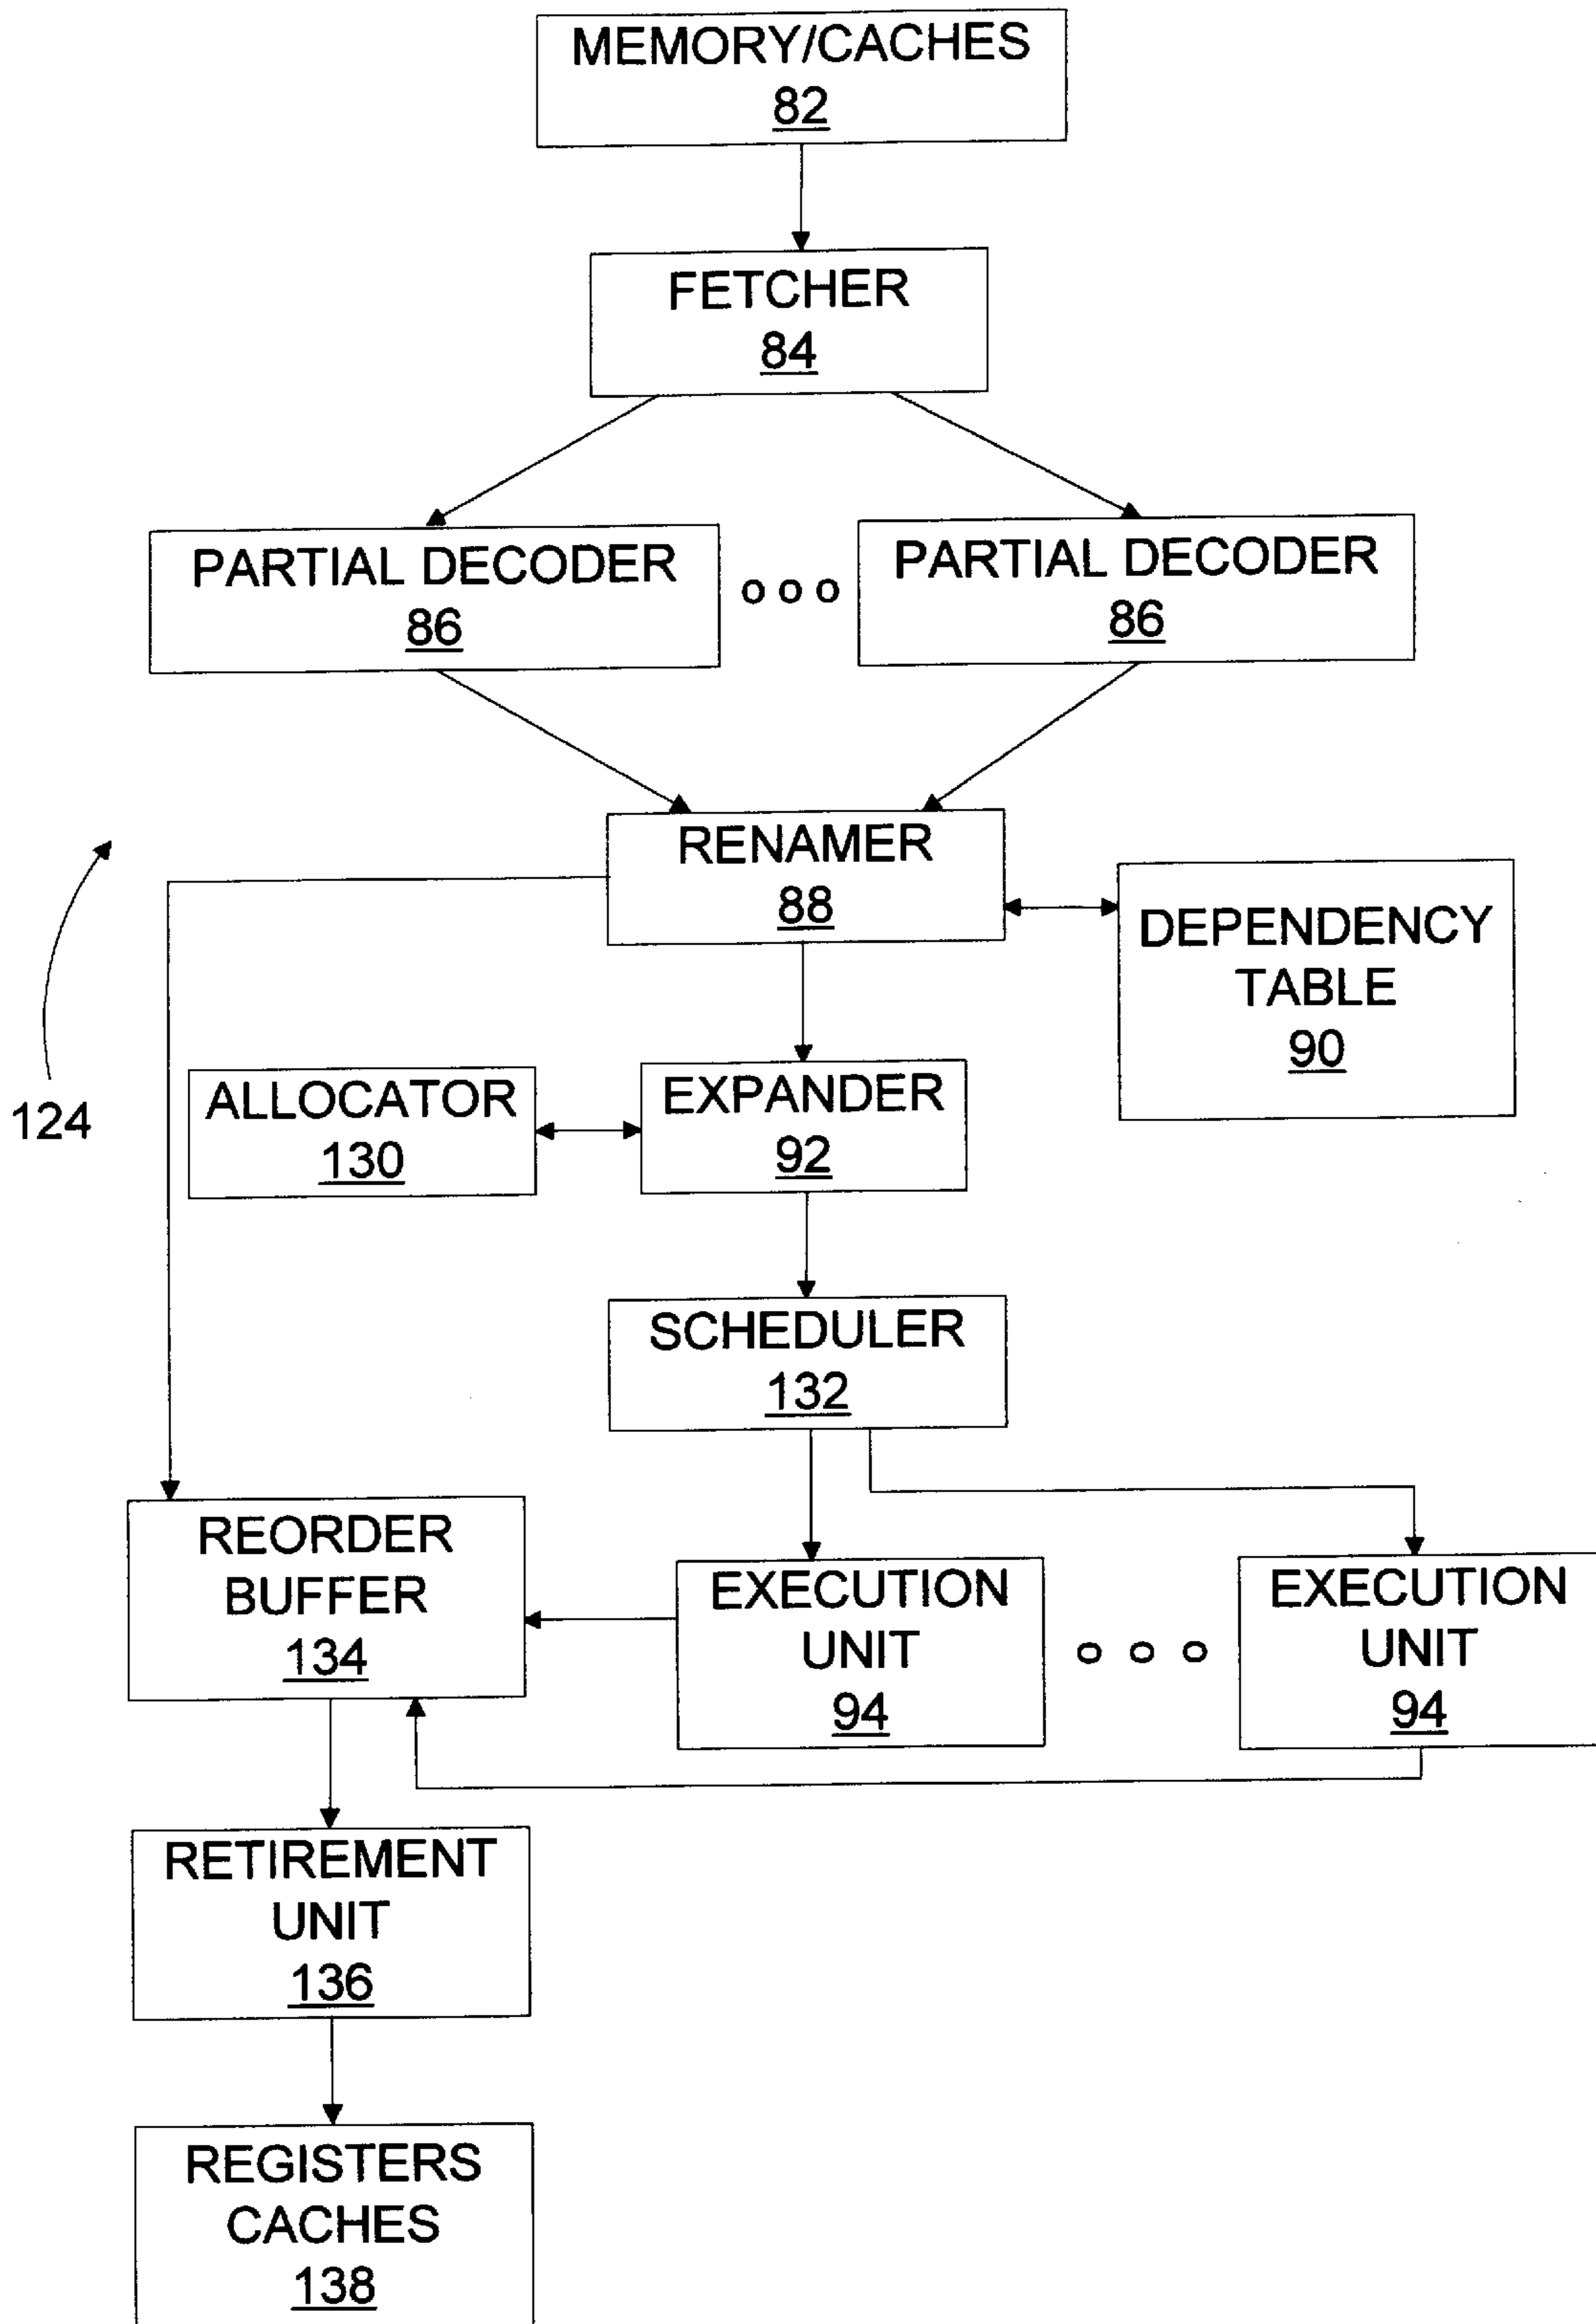 MEMORY/CACHES
82
FETCHER
84
PARTIAL DECODER
86
ooo
PARTIAL DECODER
86
RENAMER
88
DEPENDENCY
TABLE
90
124
ALLOCATOR
130
EXPANDER
92
SCHEDULER
132
REORDER
BUFFER
134
EXECUTION
UNIT
94
o o o
EXECUTION
UNIT
94
RETIREMENT
UNIT
136
REGISTERS
CACHES
138